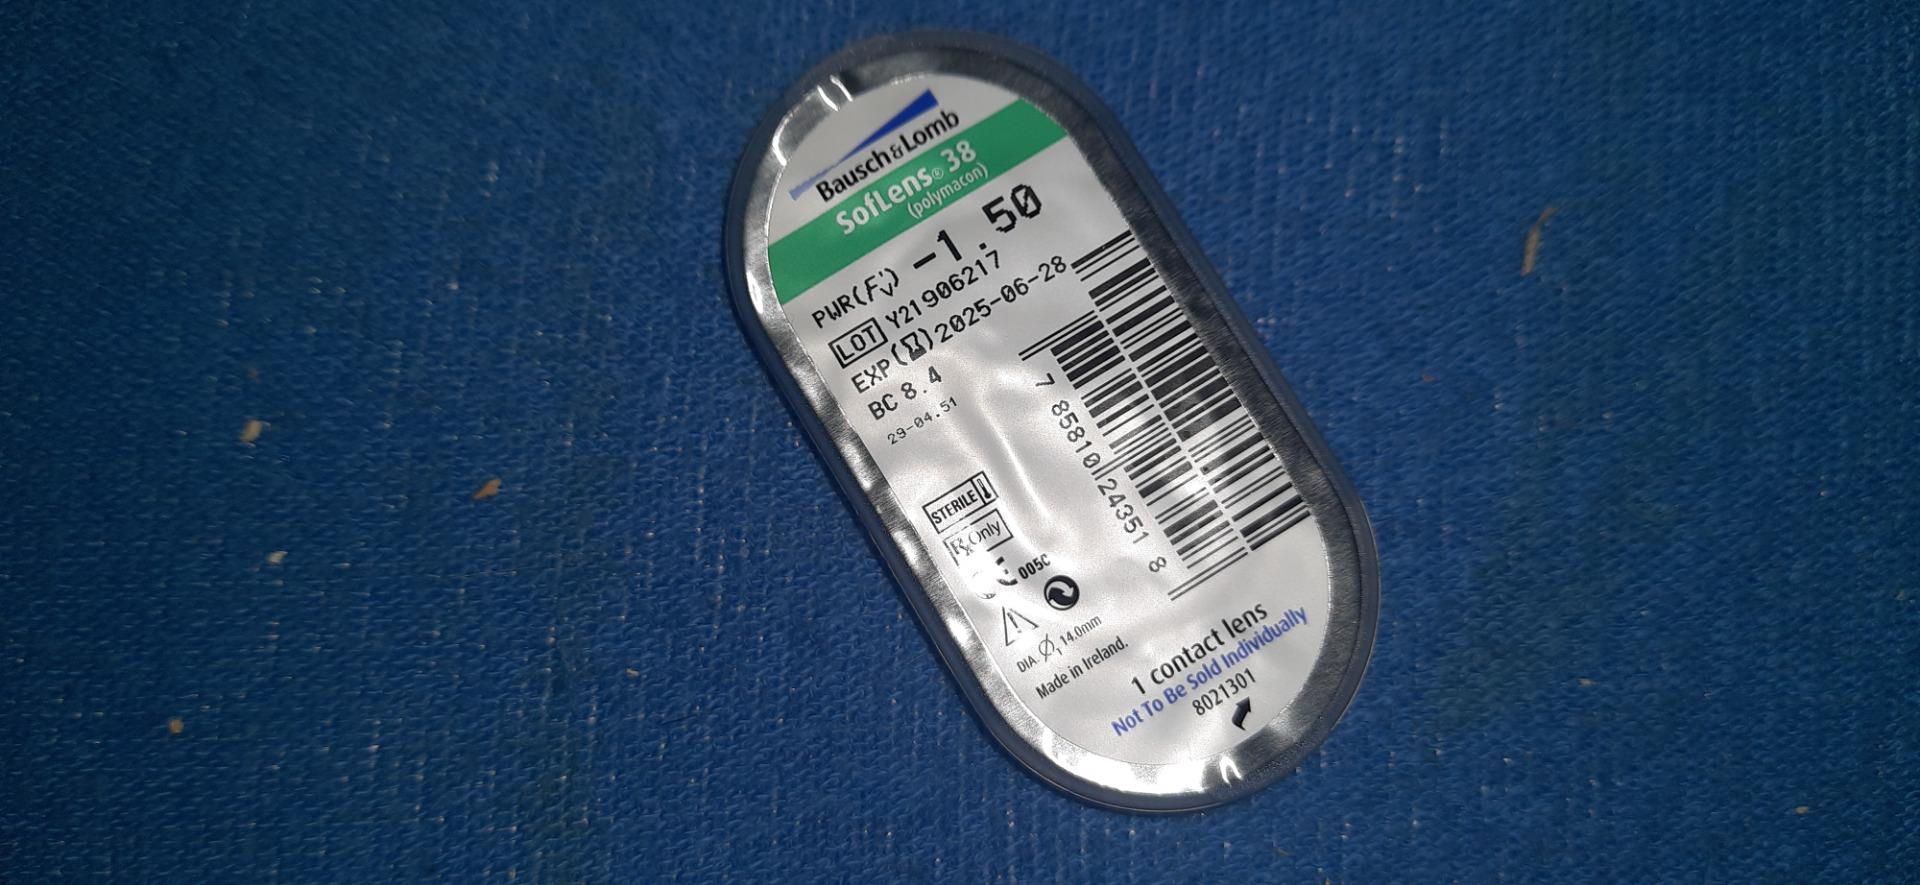 Bausch & Lomb
SofLens® 38
(polymacon)
PWR(F'v) -1.50
LOT Y21906217
EXP 2025-06-28
BC 8.4
29-04.51
7 85810 24351 8
STERILE
Rx Only
DIA. Ø, 14.0mm
Made in Ireland.
1 contact lens
Not To Be Sold Individually
8021301